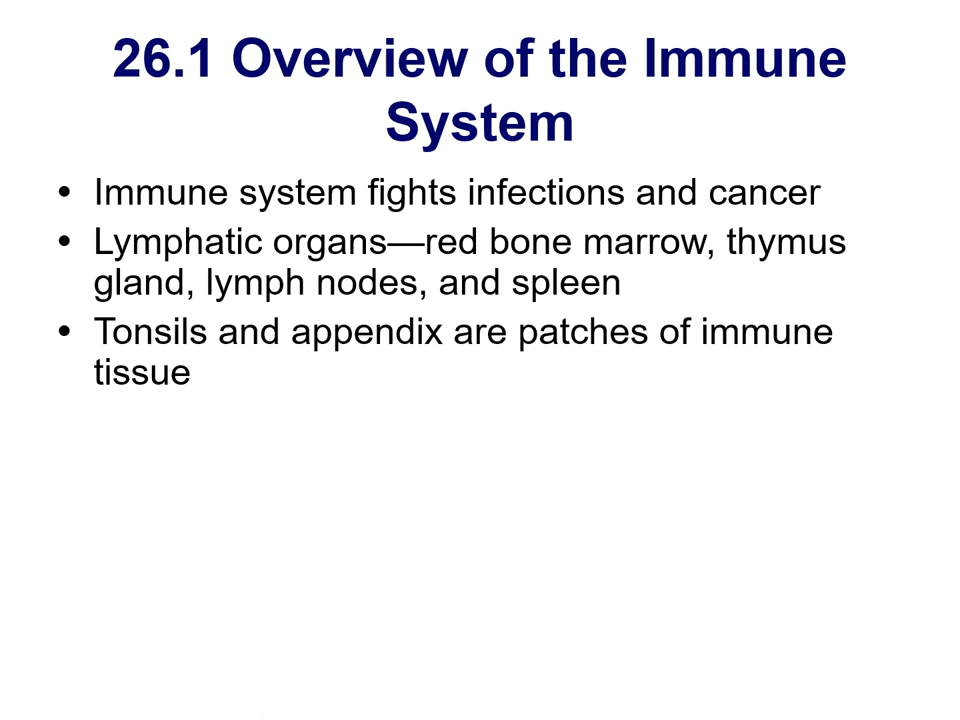 26.1 Overview of the Immune
System
• Immune system fights infections and cancer
• Lymphatic organs—red bone marrow, thymus
gland, lymph nodes, and spleen
• Tonsils and appendix are patches of immune
tissue